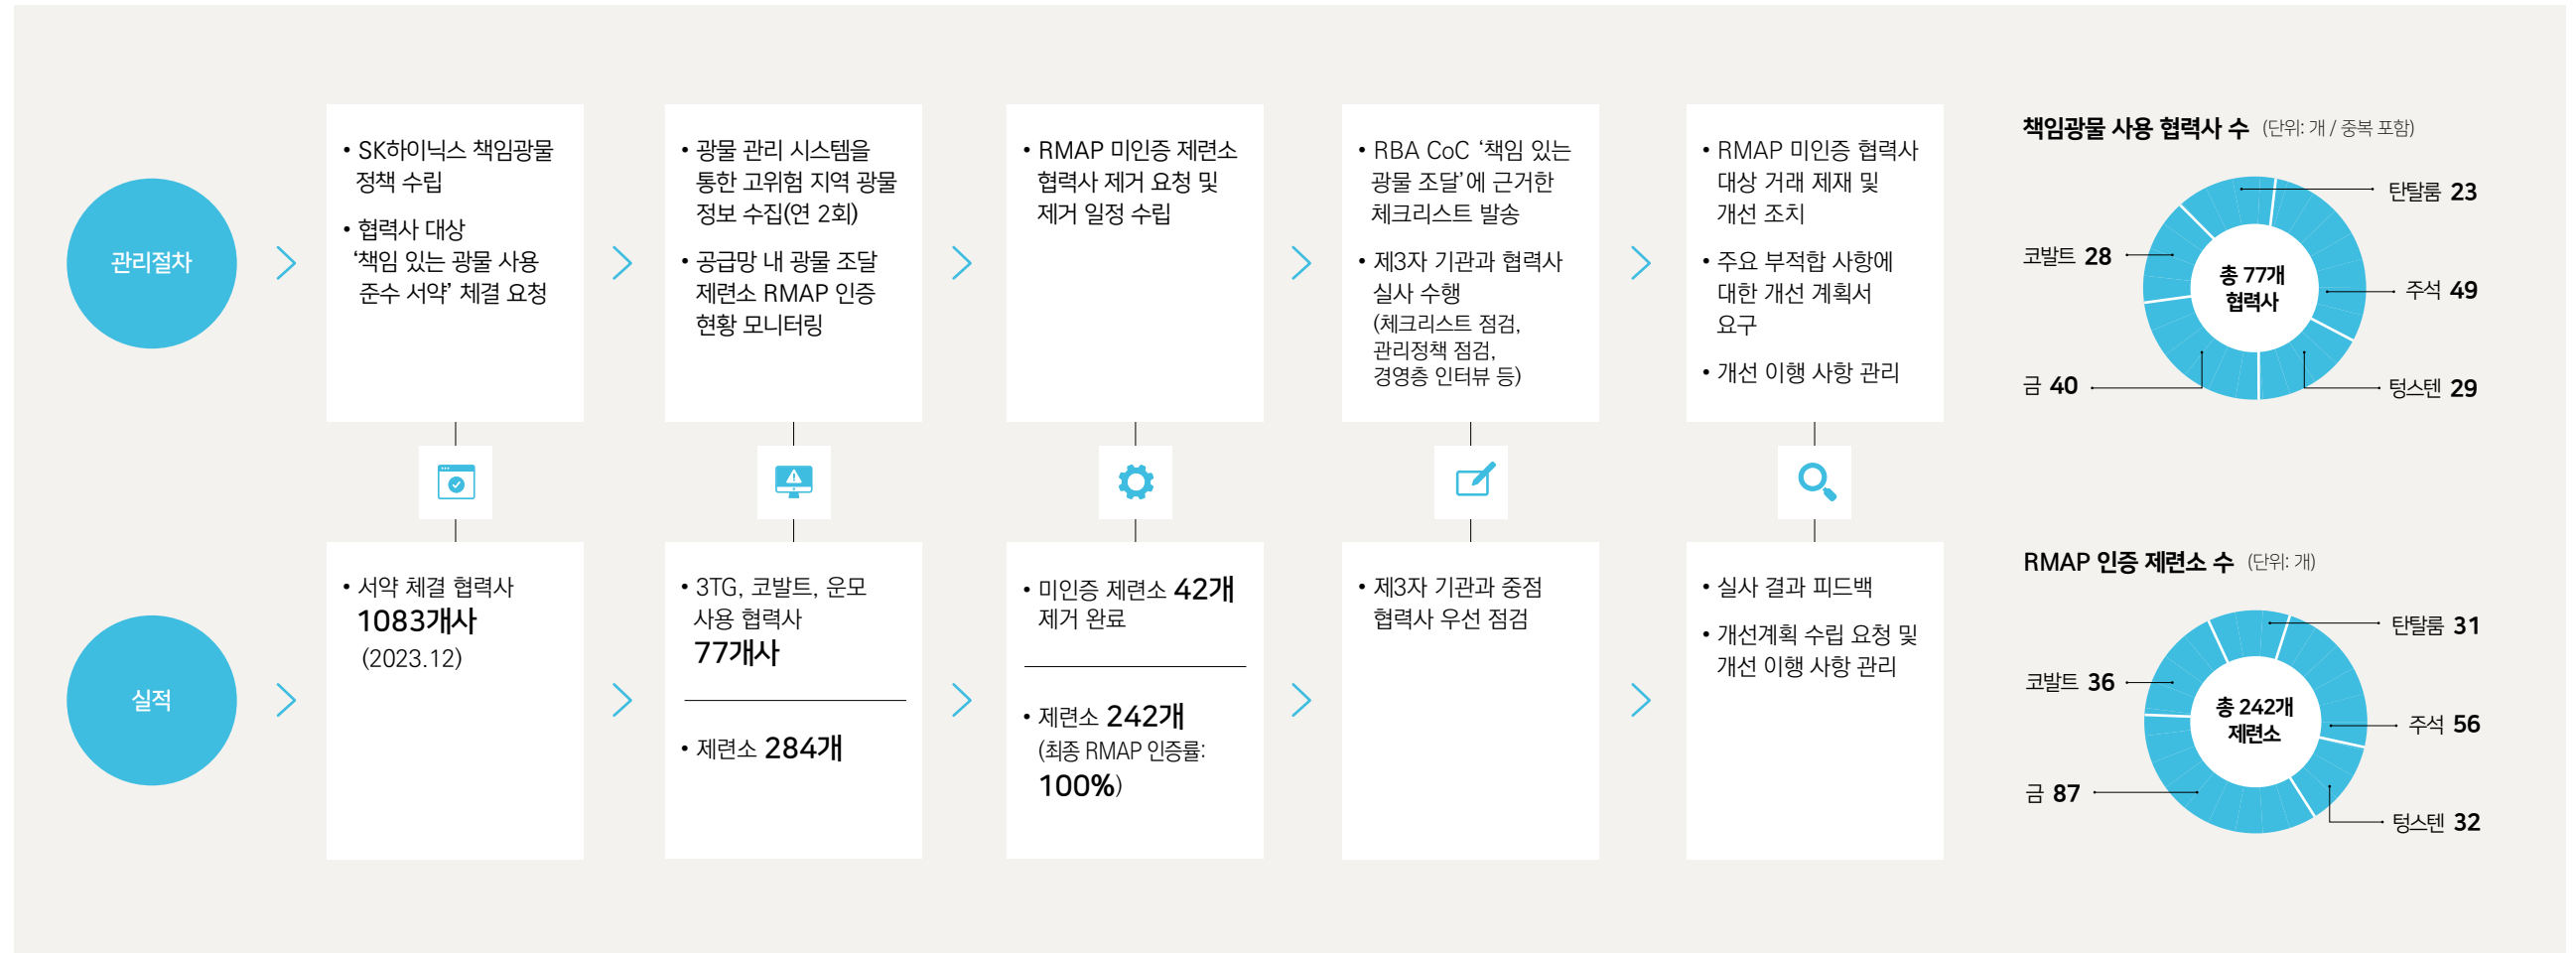 관리절차
• SK하이닉스 책임광물
정책 수립
• 협력사 대상
‘책임 있는 광물 사용
준수 서약’ 체결 요청
• 광물 관리 시스템을
통한 고위험 지역 광물
정보 수집(연 2회)
• 공급망 내 광물 조달
제련소 RMAP 인증
현황 모니터링
• RMAP 미인증 제련소
협력사 제거 요청 및
제거 일정 수립
• RBA CoC ‘책임 있는
광물 조달’에 근거한
체크리스트 발송
• 제3자 기관과 협력사
실사 수행
(체크리스트 점검,
관리정책 점검,
경영층 인터뷰 등)
• RMAP 미인증 협력사
대상 거래 제재 및
개선 조치
• 주요 부적합 사항에
대한 개선 계획서
요구
• 개선 이행 사항 관리
실적
• 서약 체결 협력사
1083개사
(2023.12)
• 3TG, 코발트, 운모
사용 협력사
77개사
• 제련소 284개
• 미인증 제련소 42개
제거 완료
• 제련소 242개
(최종 RMAP 인증률:
100%)
• 제3자 기관과 중점
협력사 우선 점검
• 실사 결과 피드백
• 개선계획 수립 요청 및
개선 이행 사항 관리
책임광물 사용 협력사 수 (단위: 개 / 중복 포함)
탄탈룸 23
코발트 28
총 77개
협력사
주석 49
금 40
텅스텐 29
RMAP 인증 제련소 수 (단위: 개)
탄탈룸 31
코발트 36
총 242개
제련소
주석 56
금 87
텅스텐 32